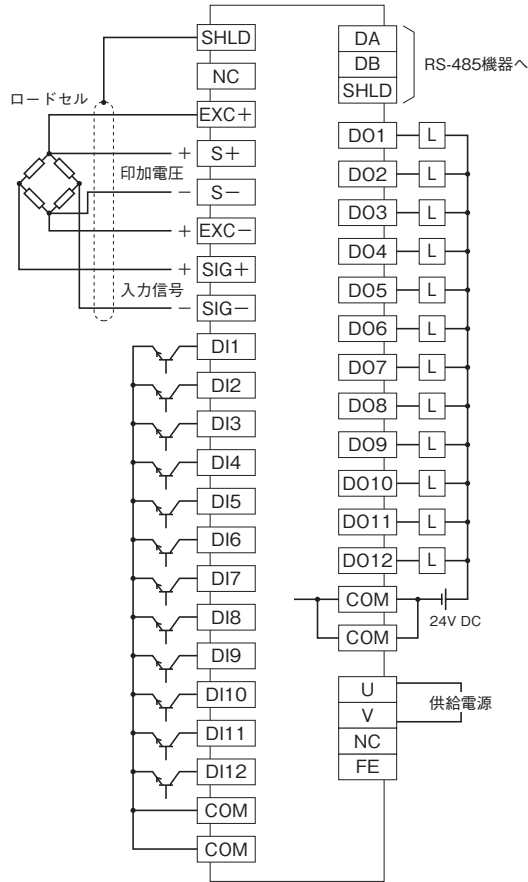 SHLD
NC
ロードセル
EXC+
+ S+
印加電圧
− S−
+ EXC−
+ SIG+
入力信号
− SIG−
DI1
DI2
DI3
DI4
DI5
DI6
DI7
DI8
DI9
DI10
DI11
DI12
COM
COM
DA
DB
SHLD
RS-485機器へ
DO1 L
DO2 L
DO3 L
DO4 L
DO5 L
DO6 L
DO7 L
DO8 L
DO9 L
DO10 L
DO11 L
DO12 L
COM
24V DC
COM
U
供給電源
V
NC
FE